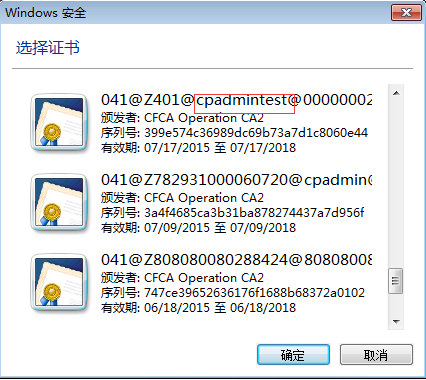 Windows 安全
选择证书
041@Z401@cpadmintest@00000002
颁发者: CFCA Operation CA2
序列号: 399e574c36989dc69b73a7d1c8060e44
有效期: 07/17/2015 至 07/17/2018
041@Z782931000060720@cpadmin@
颁发者: CFCA Operation CA2
序列号: 3a4f4685ca3b31ba878274437a7d956f
有效期: 07/09/2015 至 07/09/2018
041@Z808080080288424@80808008
颁发者: CFCA Operation CA2
序列号: 747ce39652636176f1688b68372a0102
有效期: 06/18/2015 至 06/18/2018
确定
取消